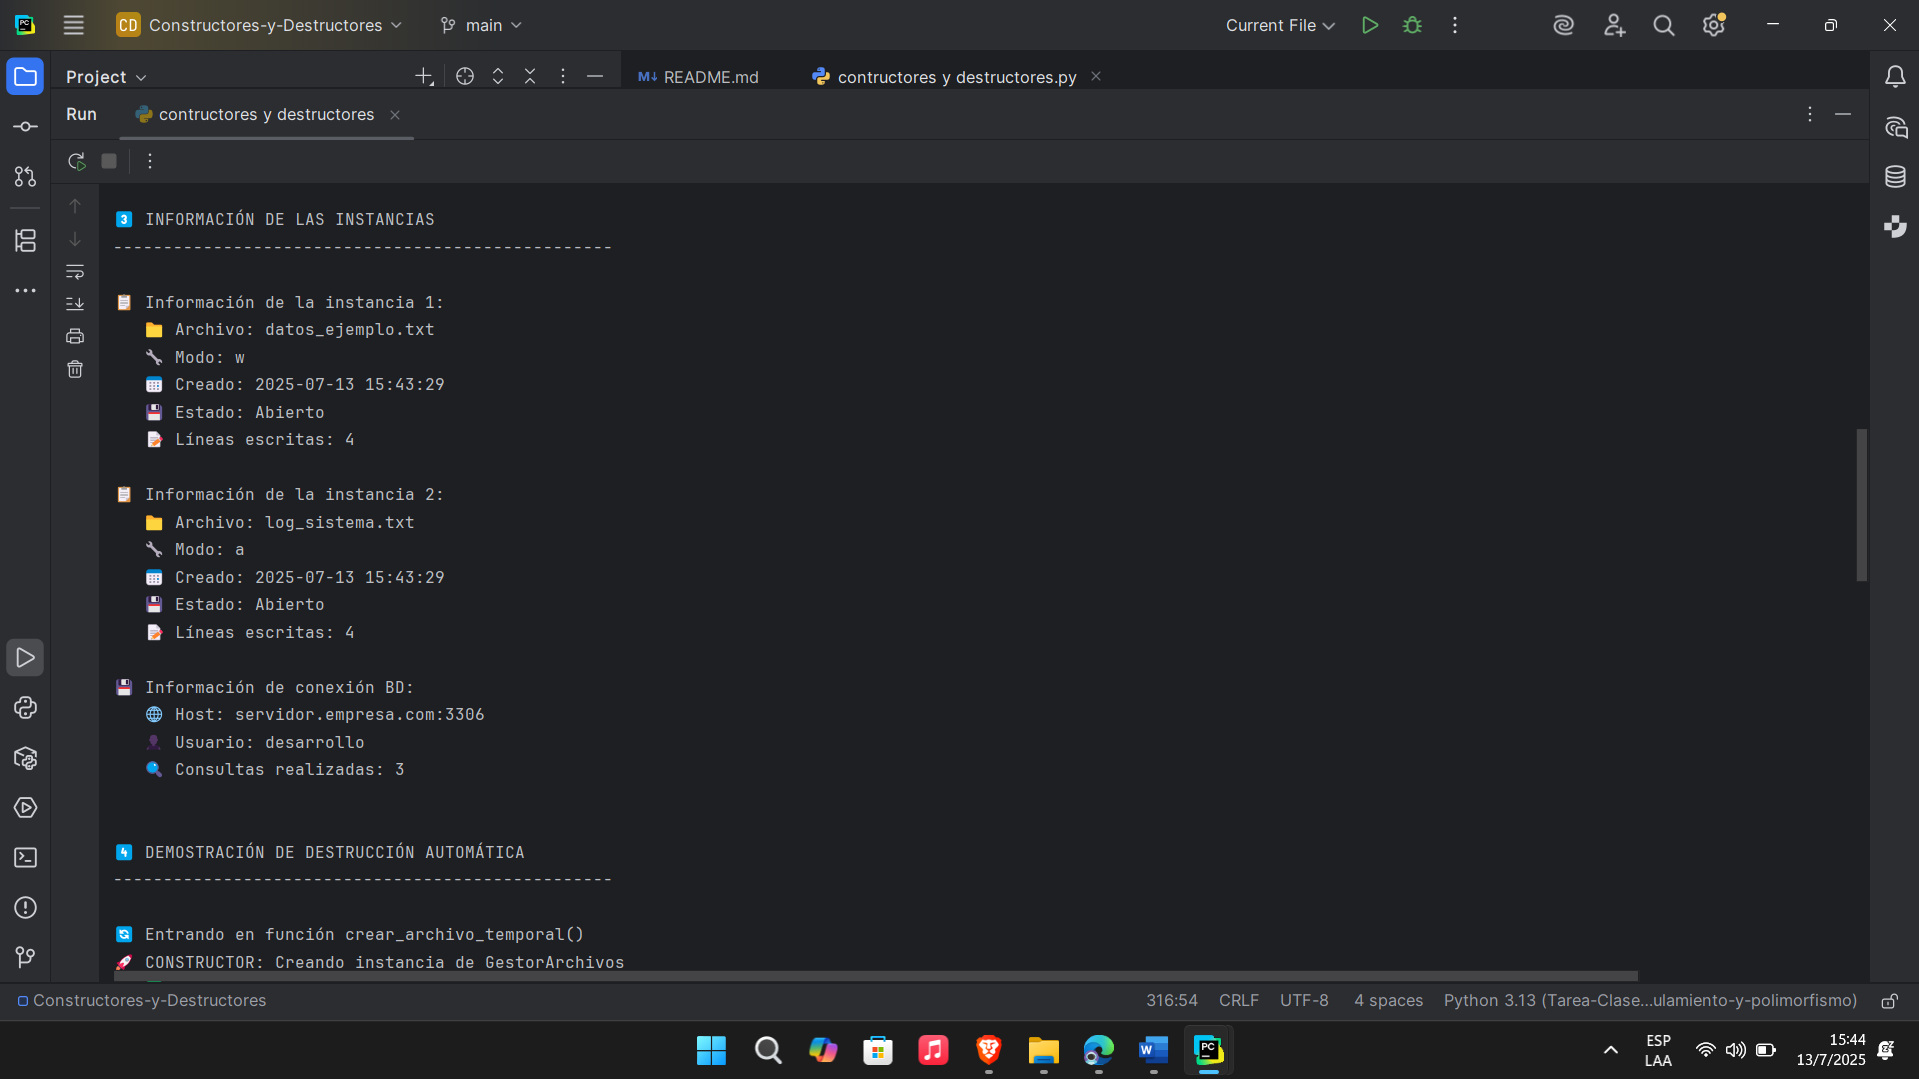 CD Constructores-y-Destructores main Current File
Project README.md contructores y destructores.py
Run contructores y destructores
3 INFORMACIÓN DE LAS INSTANCIAS
--------------------------------------------------
Información de la instancia 1:
Archivo: datos_ejemplo.txt
Modo: w
Creado: 2025-07-13 15:43:29
Estado: Abierto
Líneas escritas: 4
Información de la instancia 2:
Archivo: log_sistema.txt
Modo: a
Creado: 2025-07-13 15:43:29
Estado: Abierto
Líneas escritas: 4
Información de conexión BD:
Host: servidor.empresa.com:3306
Usuario: desarrollo
Consultas realizadas: 3
4 DEMOSTRACIÓN DE DESTRUCCIÓN AUTOMÁTICA
--------------------------------------------------
Entrando en función crear_archivo_temporal()
CONSTRUCTOR: Creando instancia de GestorArchivos
Constructores-y-Destructores 316:54 CRLF UTF-8 4 spaces Python 3.13 (Tarea-Clase...ulamiento-y-polimorfismo)
ESP 15:44
LAA 13/7/2025